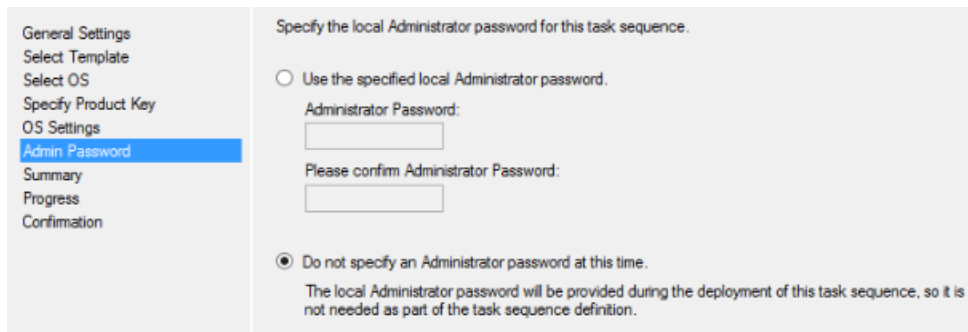 General Settings
Select Template
Select OS
Specify Product Key
OS Settings
Admin Password
Summary
Progress
Confirmation
Specify the local Administrator password for this task sequence.
Use the specified local Administrator password.
Administrator Password:
Please confirm Administrator Password:
Do not specify an Administrator password at this time.
The local Administrator password will be provided during the deployment of this task sequence, so it is
not needed as part of the task sequence definition.